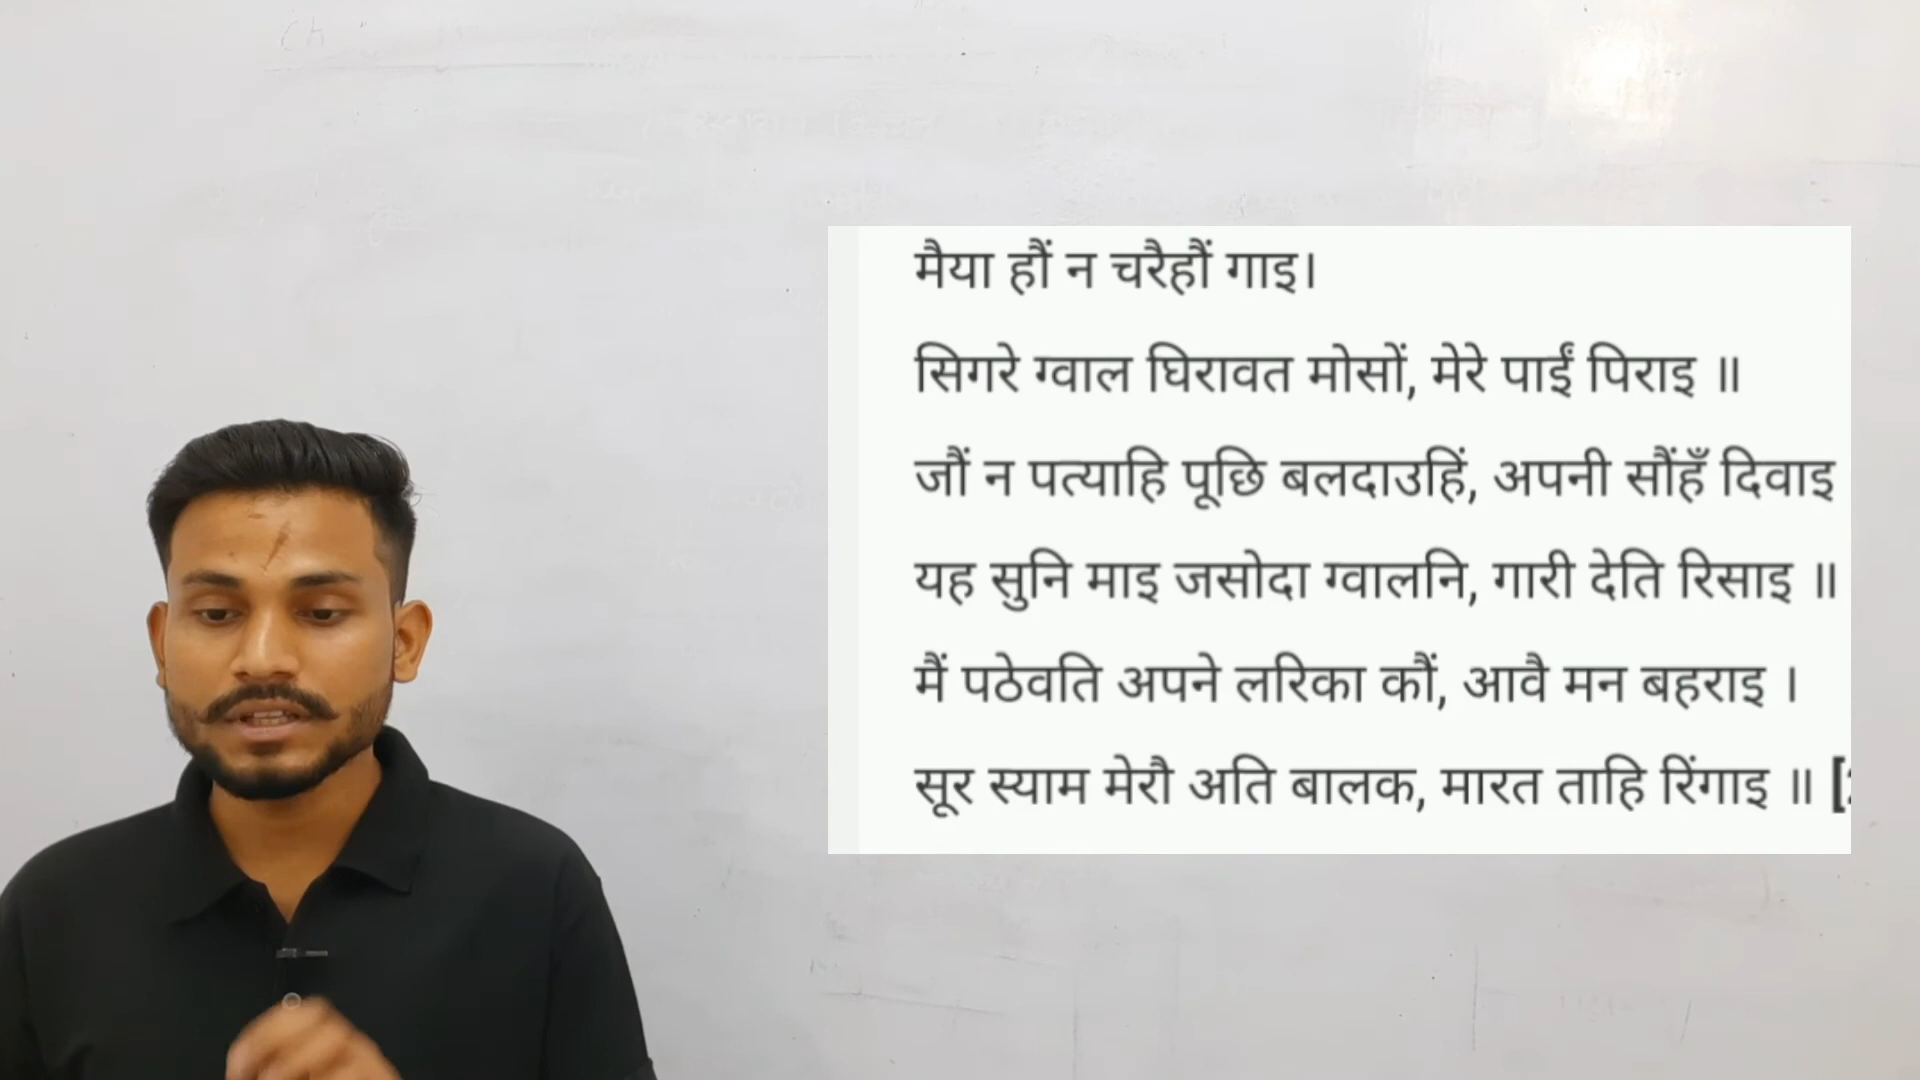 मैया हौं न चरैहौं गाइ।
सिगरे ग्वाल घिरावत मोसों, मेरे पाईं पिराइ ॥
जौं न पत्याहि पूछि बलदाउहिं, अपनी सौंहँ दिवाइ
यह सुनि माइ जसोदा ग्वालनि, गारी देति रिसाइ ॥
मैं पठेवति अपने लरिका कौं, आवै मन बहराइ ।
सूर स्याम मेरौ अति बालक, मारत ताहि रिंगाइ ॥ [